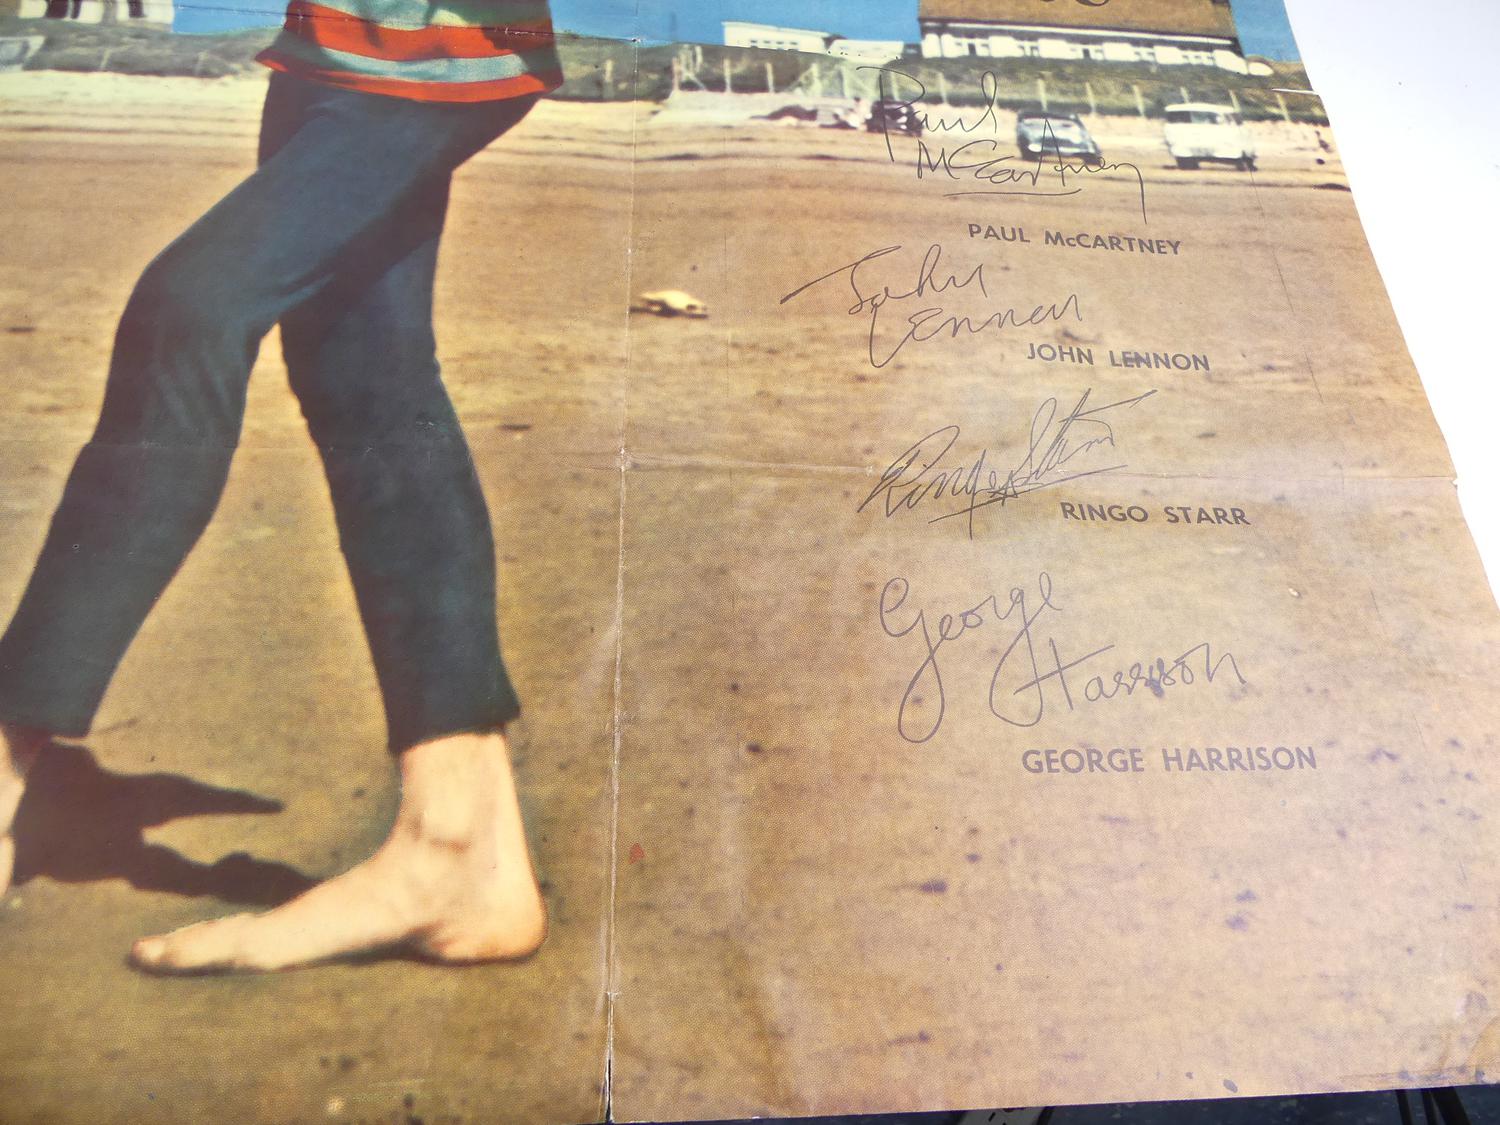 Paul
McCartney
PAUL McCARTNEY
John
Lennon
JOHN LENNON
Ringo Starr
RINGO STARR
George
Harrison
GEORGE HARRISON